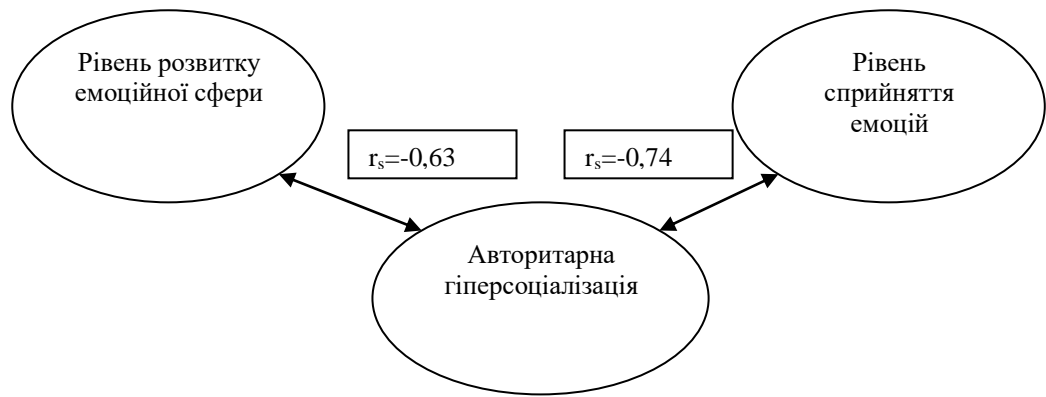 Рівень розвитку
емоційної сфери
Рівень
сприйняття
емоцій
rₛ=-0,63
rₛ=-0,74
Авторитарна
гіперсоціалізація